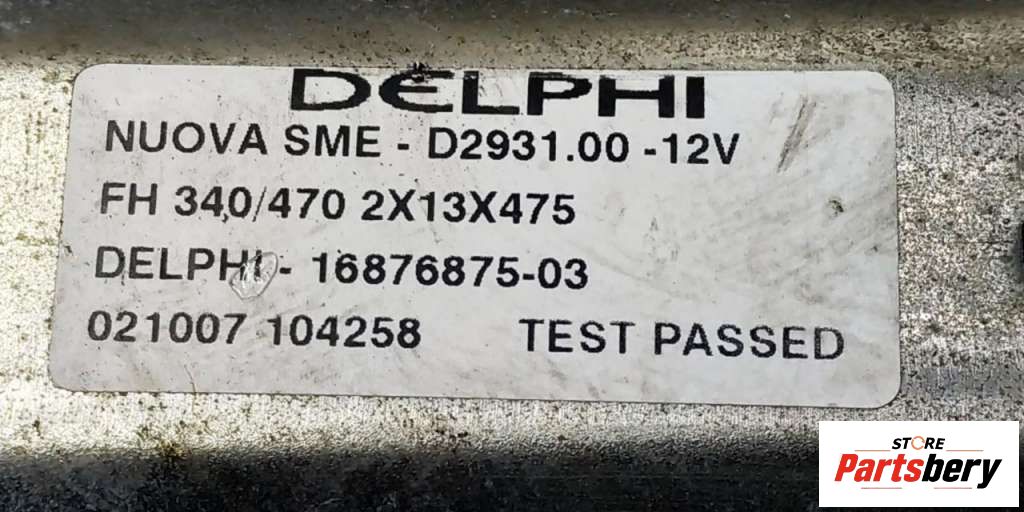 DELPHI
NUOVA SME - D2931.00 -12V
FH 340/470 2X13X475
DELPHI - 16876875-03
021007 104258 TEST PASSED
STORE
Partsbery